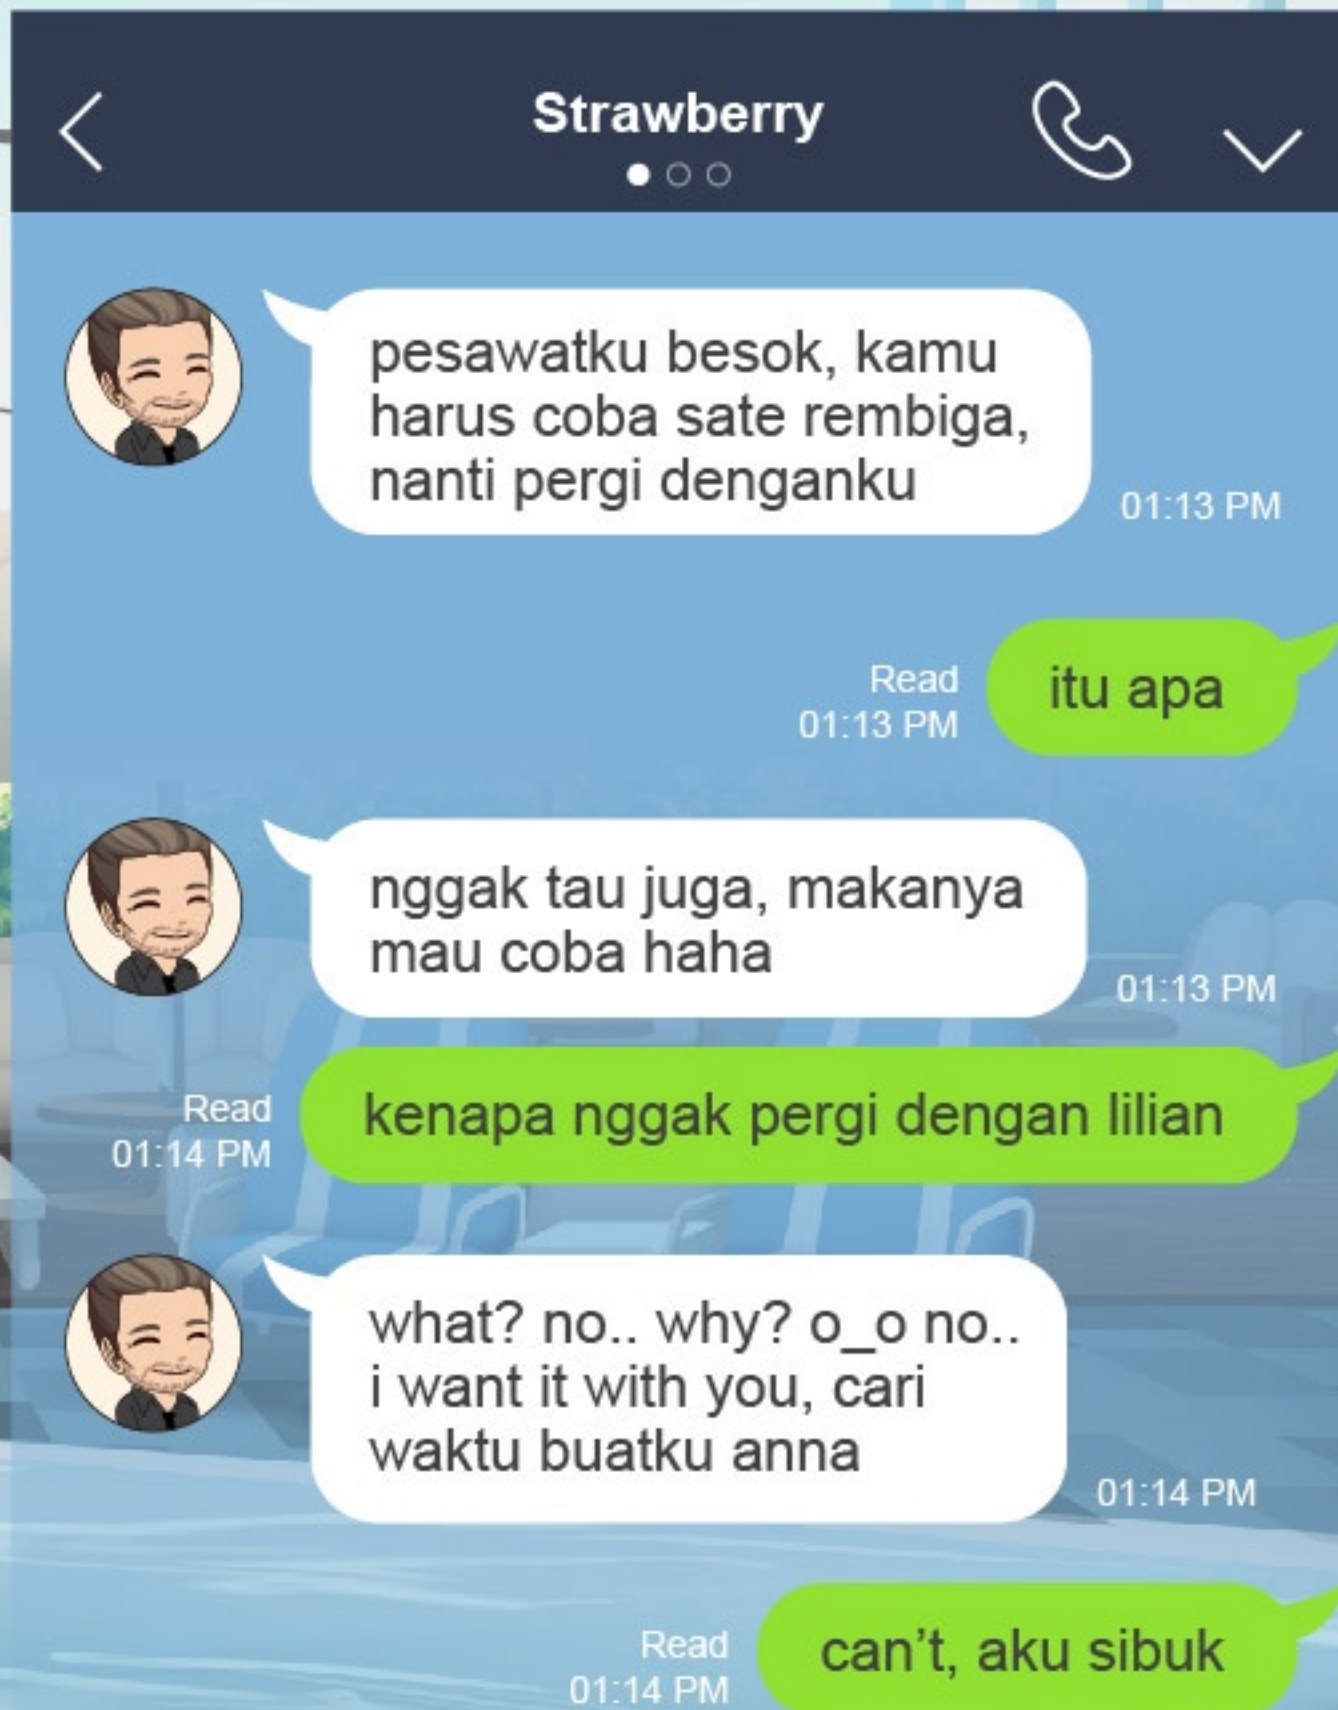 Strawberry
pesawatku besok, kamu
harus coba sate rembiga,
nanti pergi denganku
01:13 PM
itu apa
Read
01:13 PM
nggak tau juga, makanya
mau coba haha
01:13 PM
kenapa nggak pergi dengan lilian
Read
01:14 PM
what? no.. why? o_o no..
i want it with you, cari
waktu buatku anna
01:14 PM
can’t, aku sibuk
Read
01:14 PM